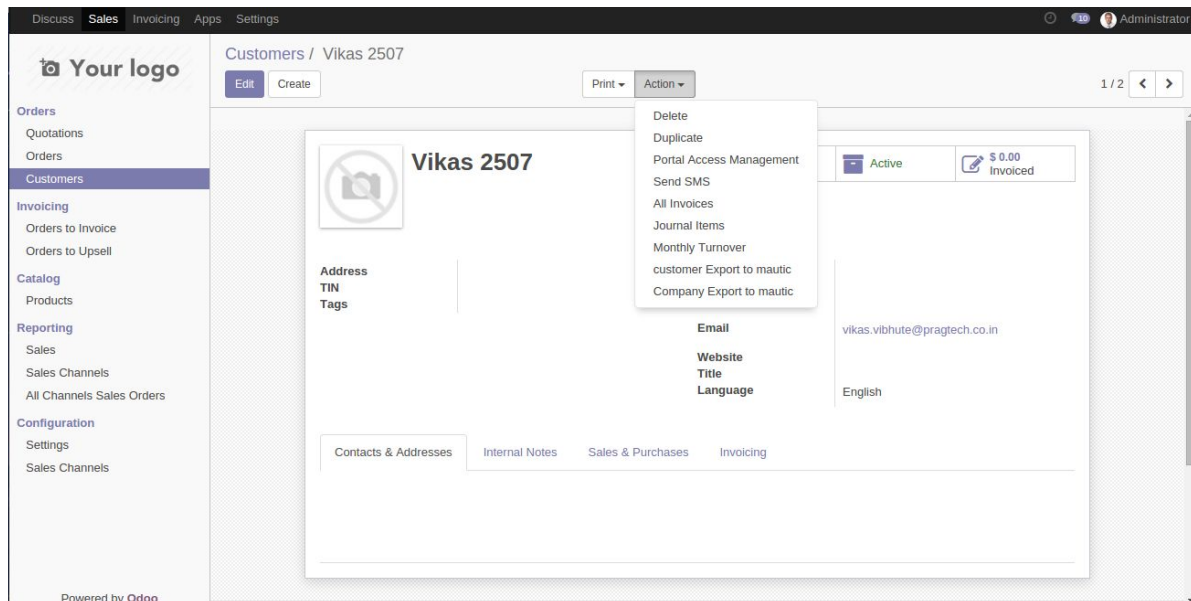 Discuss Sales Invoicing Apps Settings 10 Administrator
Your logo
Customers / Vikas 2507
Edit Create Print Action 1 / 2
Orders
Quotations
Orders
Customers
Invoicing
Orders to Invoice
Orders to Upsell
Catalog
Products
Reporting
Sales
Sales Channels
All Channels Sales Orders
Configuration
Settings
Sales Channels
Powered by Odoo
Delete
Duplicate
Portal Access Management
Send SMS
All Invoices
Journal Items
Monthly Turnover
customer Export to mautic
Company Export to mautic
Vikas 2507
Active
$ 0.00
Invoiced
Address
TIN
Tags
Email vikas.vibhute@pragtech.co.in
Website
Title
Language English
Contacts & Addresses Internal Notes Sales & Purchases Invoicing